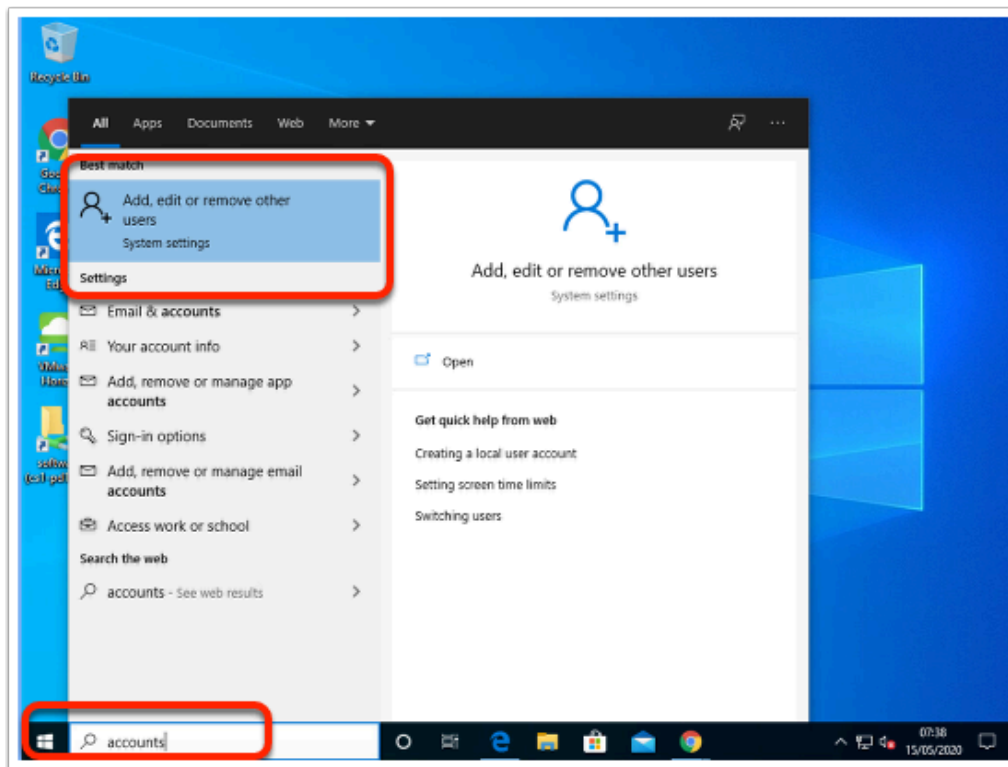 Recycle Bin
All Apps Documents Web More
Best match
Add, edit or remove other
users
System settings
Settings
Email & accounts
Your account info
Add, remove or manage app
accounts
Sign-in options
Add, remove or manage email
accounts
Access work or school
Search the web
accounts - See web results
Add, edit or remove other users
System settings
Open
Get quick help from web
Creating a local user account
Setting screen time limits
Switching users
accounts
07:38
15/05/2020